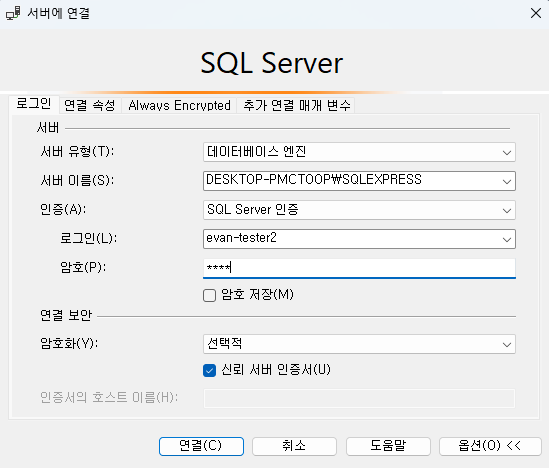 서버에 연결
SQL Server
로그인 연결 속성 Always Encrypted 추가 연결 매개 변수
서버
서버 유형(T): 데이터베이스 엔진
서버 이름(S): DESKTOP-PMCTOOP₩SQLEXPRESS
인증(A): SQL Server 인증
로그인(L): evan-tester2
암호(P): ****
암호 저장(M)
연결 보안
암호화(Y): 선택적
신뢰 서버 인증서(U)
인증서의 호스트 이름(H):
연결(C) 취소 도움말 옵션(O) <<